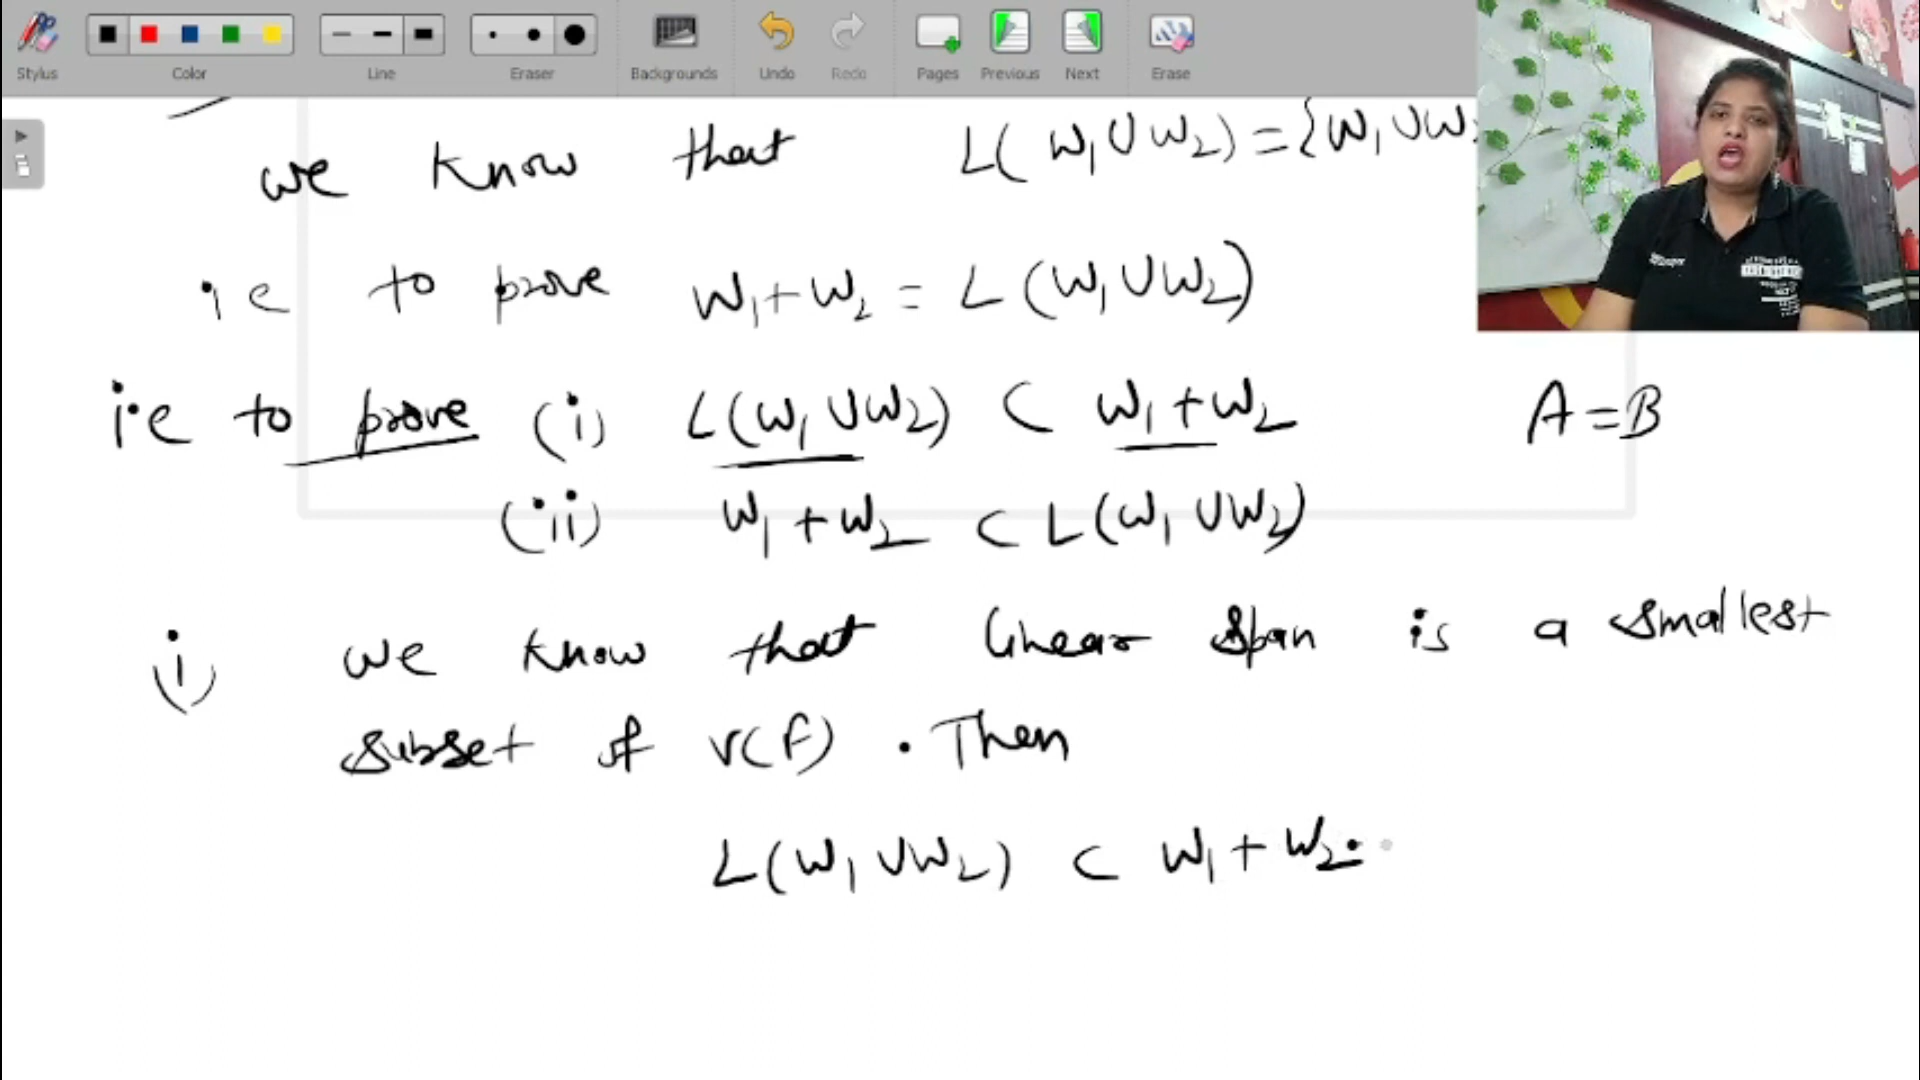 Stylus
Color
Line
Eraser
Backgrounds
Undo
Redo
Pages
Previous
Next
Erase
we know that L( W1 ∪ W2 ) = { W1 ∪ W
ie to prove W1 + W2 = L ( W1 ∪ W2 )
i.e to prove (i) L( W1 ∪ W2 ) ⊂ W1 + W2 A = B
(ii) W1 + W2 ⊂ L ( W1 ∪ W2 )
(i) we know that linear span is a smallest
subset of V(F) . Then
L( W1 ∪ W2 ) ⊂ W1 + W2 .